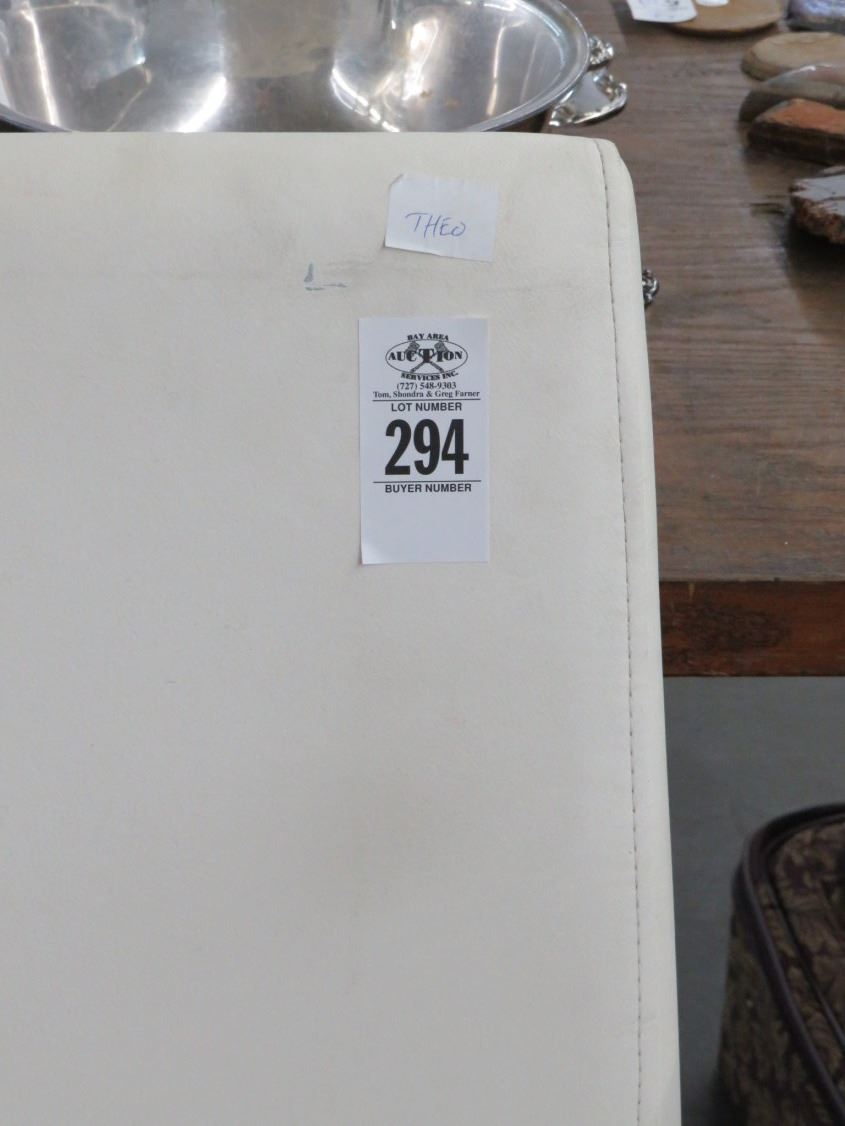 THEO
BAY AREA
AUCTION
SERVICES INC.
(727) 548-9303
Tom, Shondra & Greg Farner
LOT NUMBER
294
BUYER NUMBER